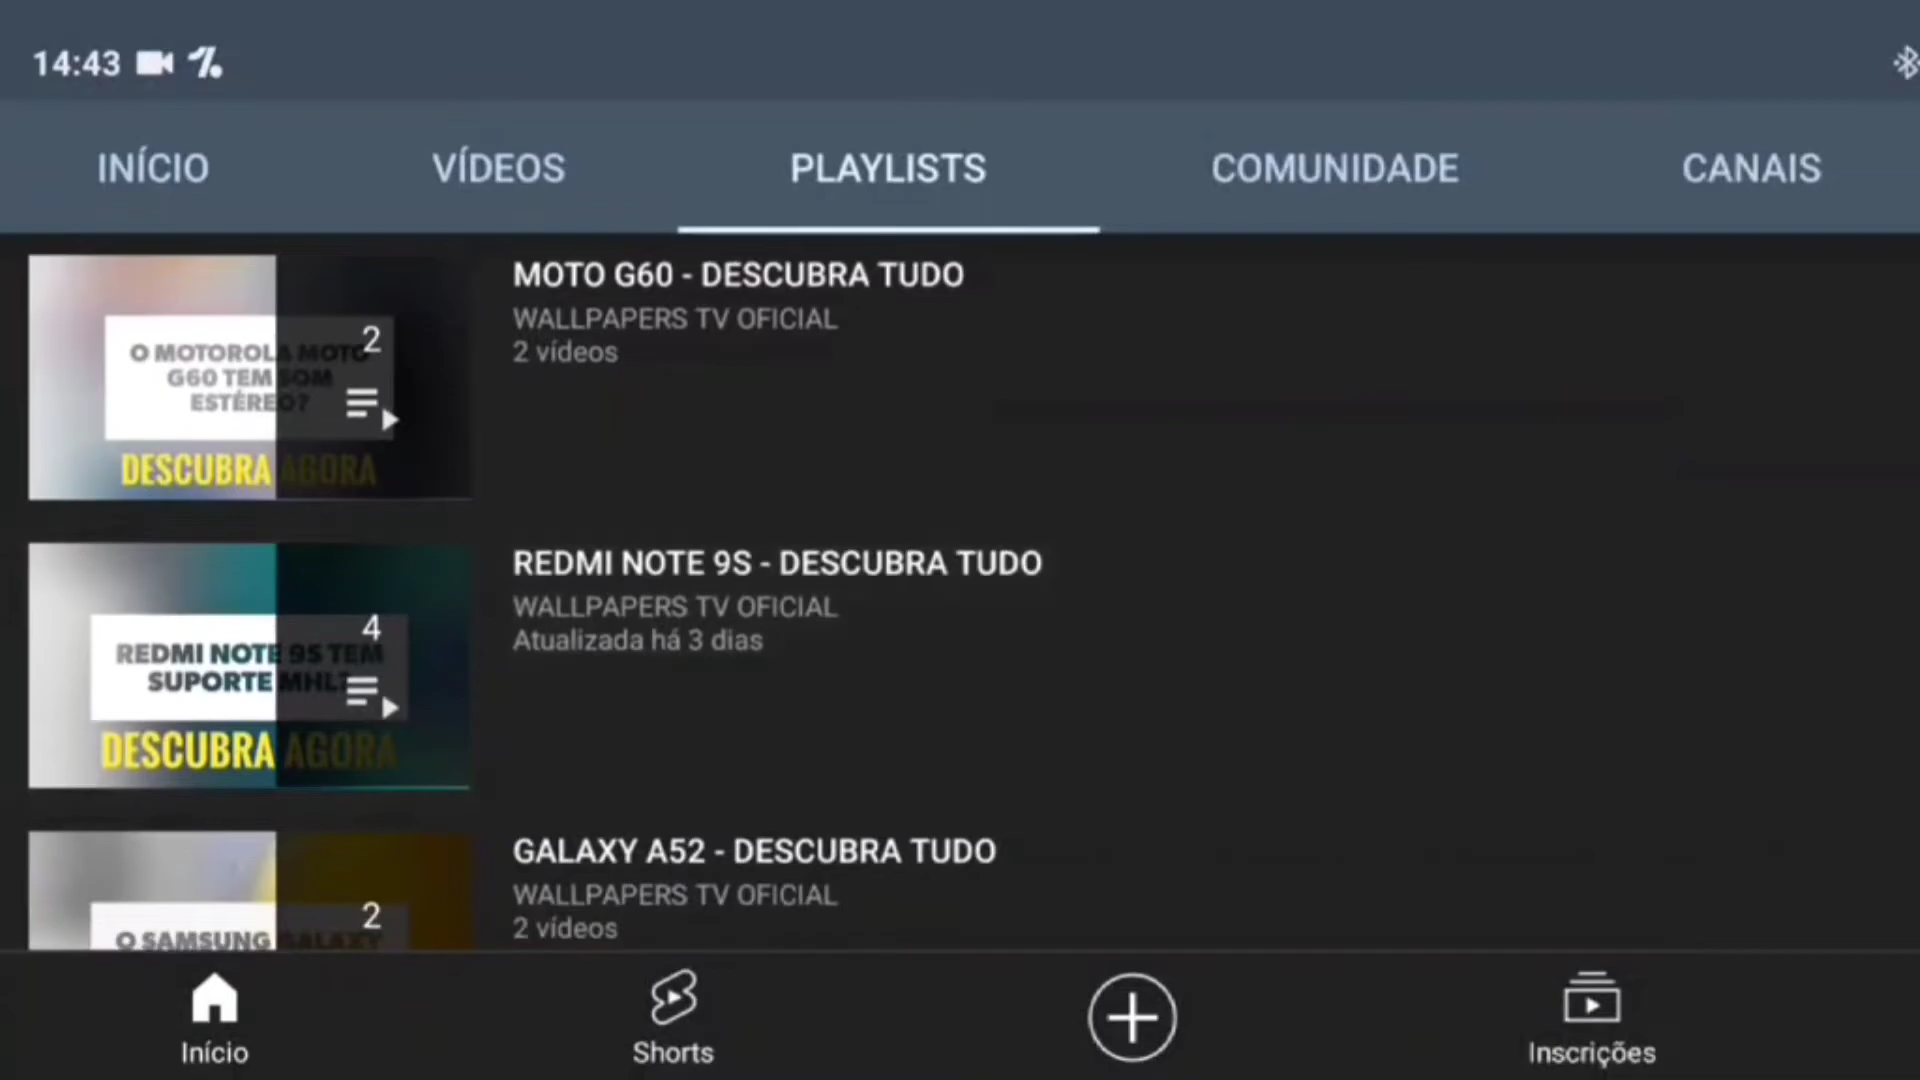 14:43
INÍCIO
VÍDEOS
PLAYLISTS
COMUNIDADE
CANAIS
O MOTOROLA MOTO
G60 TEM SOM
ESTÉREO?
DESCUBRA AGORA
2
MOTO G60 - DESCUBRA TUDO
WALLPAPERS TV OFICIAL
2 vídeos
REDMI NOTE 9S TEM
SUPORTE MHL?
DESCUBRA AGORA
4
REDMI NOTE 9S - DESCUBRA TUDO
WALLPAPERS TV OFICIAL
Atualizada há 3 dias
O SAMSUNG GALAXY
2
GALAXY A52 - DESCUBRA TUDO
WALLPAPERS TV OFICIAL
2 vídeos
Início
Shorts
Inscrições